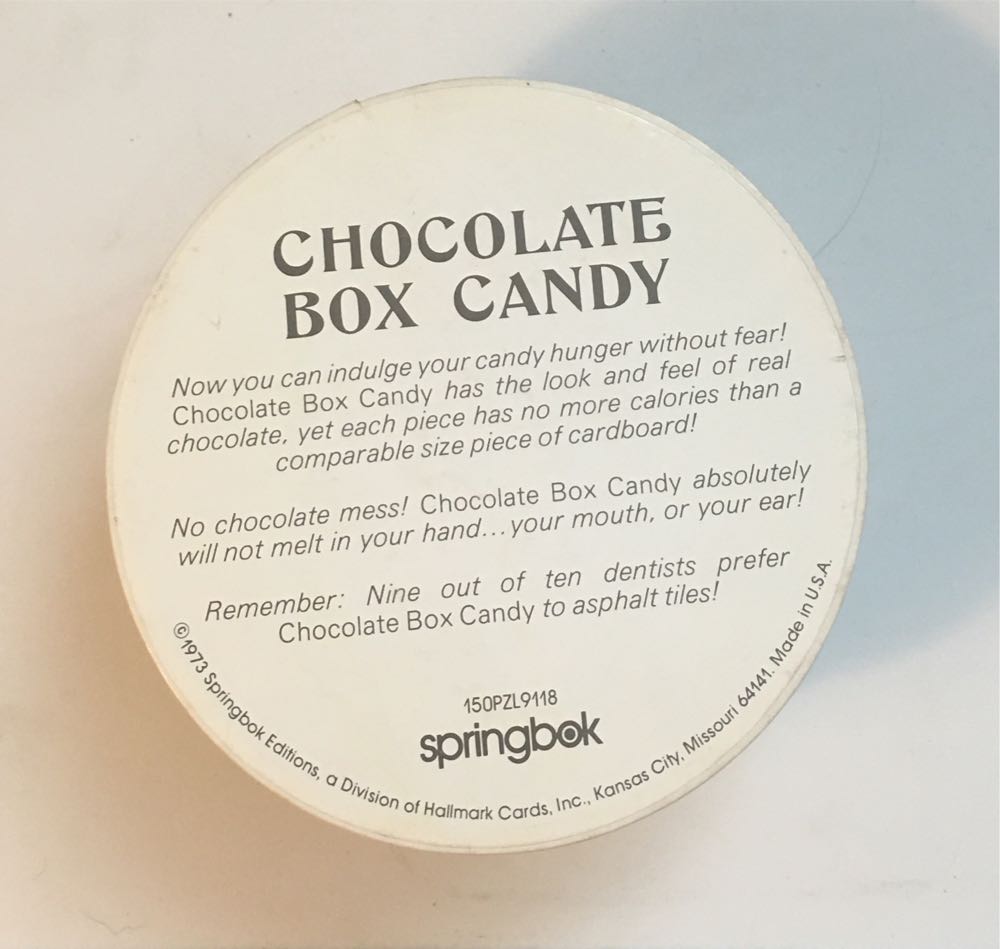 CHOCOLATE
BOX CANDY
Now you can indulge your candy hunger without fear!
Chocolate Box Candy has the look and feel of real
chocolate, yet each piece has no more calories than a
comparable size piece of cardboard!
No chocolate mess! Chocolate Box Candy absolutely
will not melt in your hand...your mouth, or your ear!
Remember: Nine out of ten dentists prefer
Chocolate Box Candy to asphalt tiles!
150PZL9118
springbok
©1973 Springbok Editions, a Division of Hallmark Cards, Inc., Kansas City, Missouri 64141. Made in U.S.A.